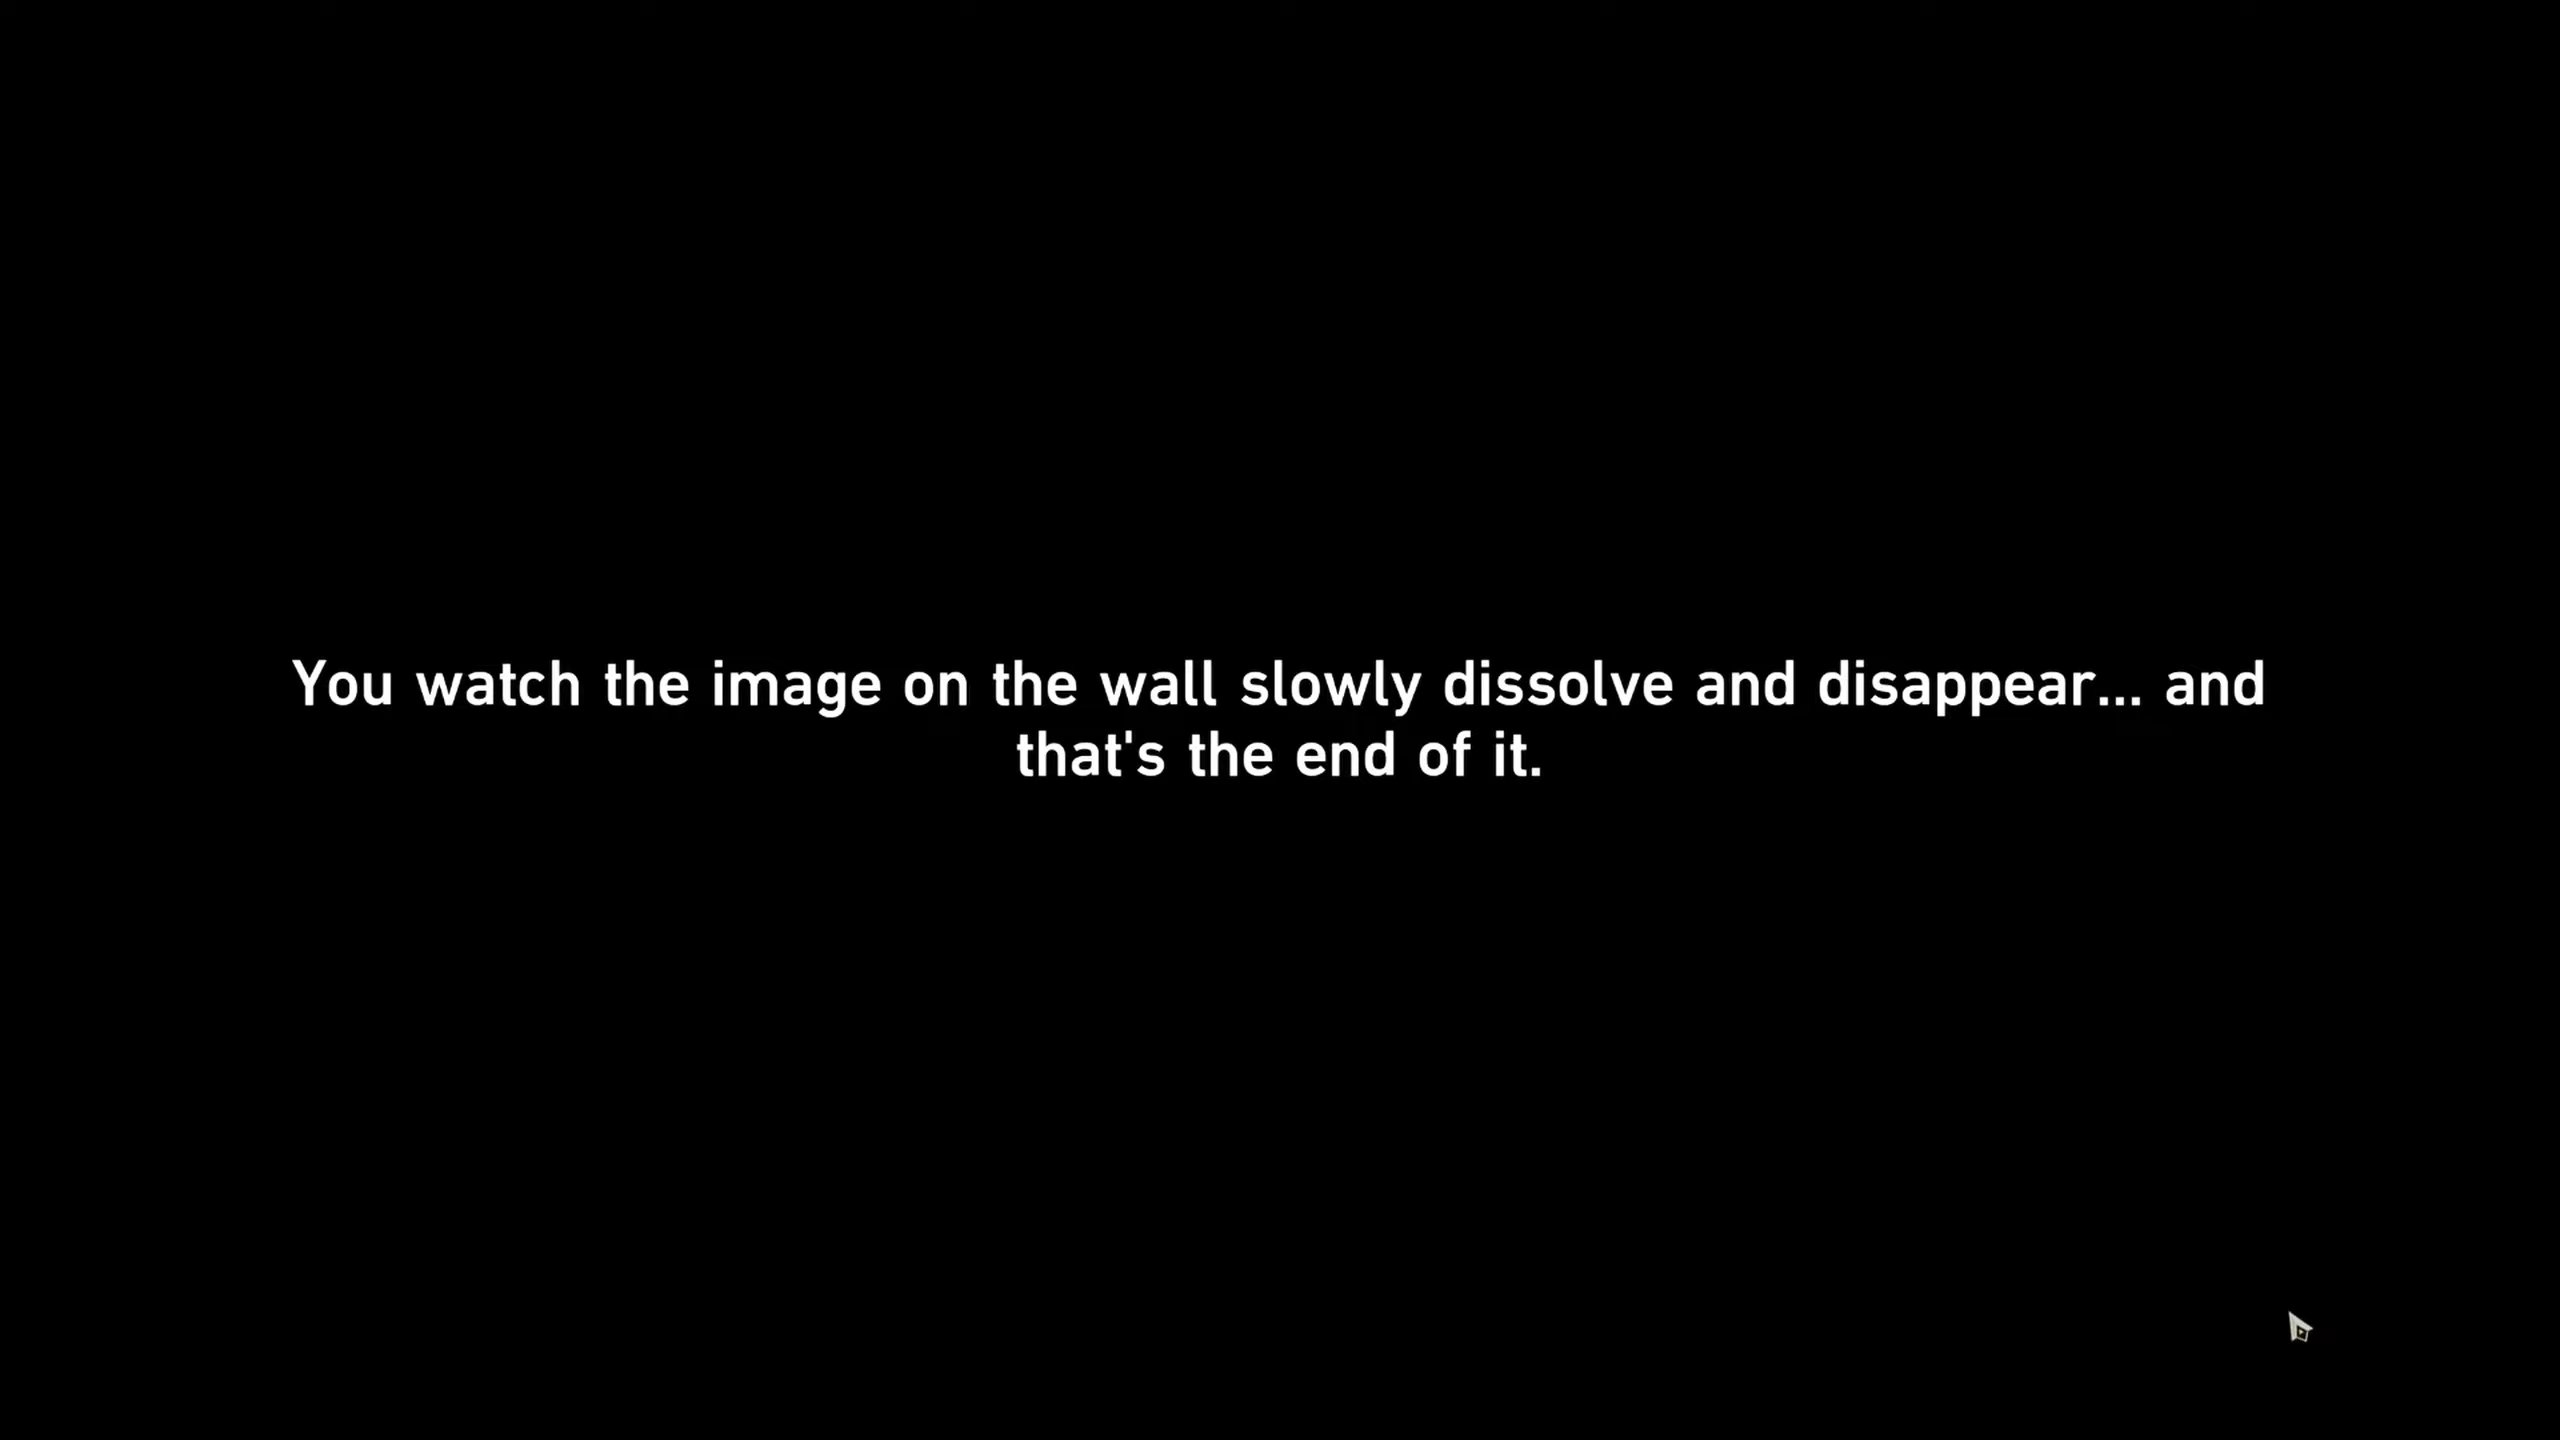 You watch the image on the wall slowly dissolve and disappear... and
that's the end of it.